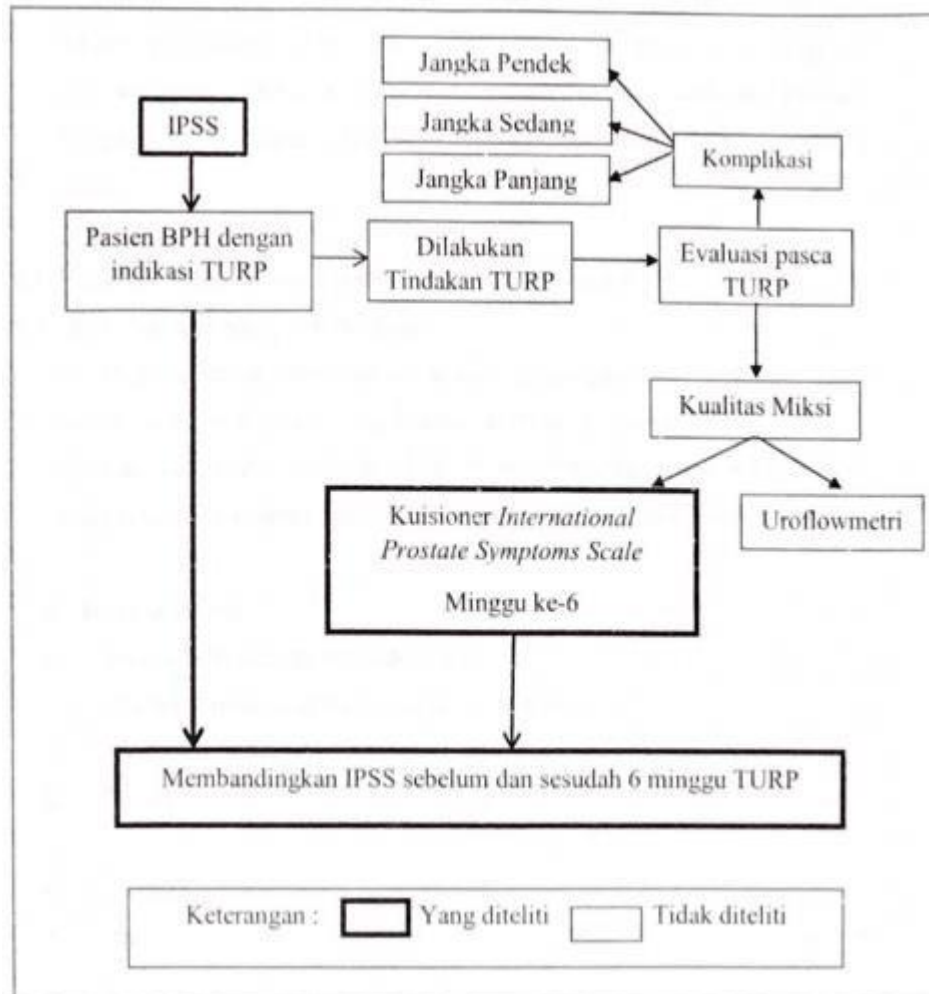 Jangka Pendek
IPSS
Jangka Sedang
Komplikasi
Jangka Panjang
Pasien BPH dengan
indikasi TURP
Dilakukan
Tindakan TURP
Evaluasi pasca
TURP
Kualitas Miksi
Kuisioner International
Prostate Symptoms Scale
Minggu ke-6
Uroflowmetri
Membandingkan IPSS sebelum dan sesudah 6 minggu TURP
Keterangan : Yang diteliti Tidak diteliti